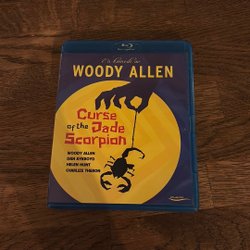 WOODY ALLEN
Curse
of the Jade
Scorpion
WOODY ALLEN
DAN AYKROYD
HELEN HUNT
CHARLIZE THERON